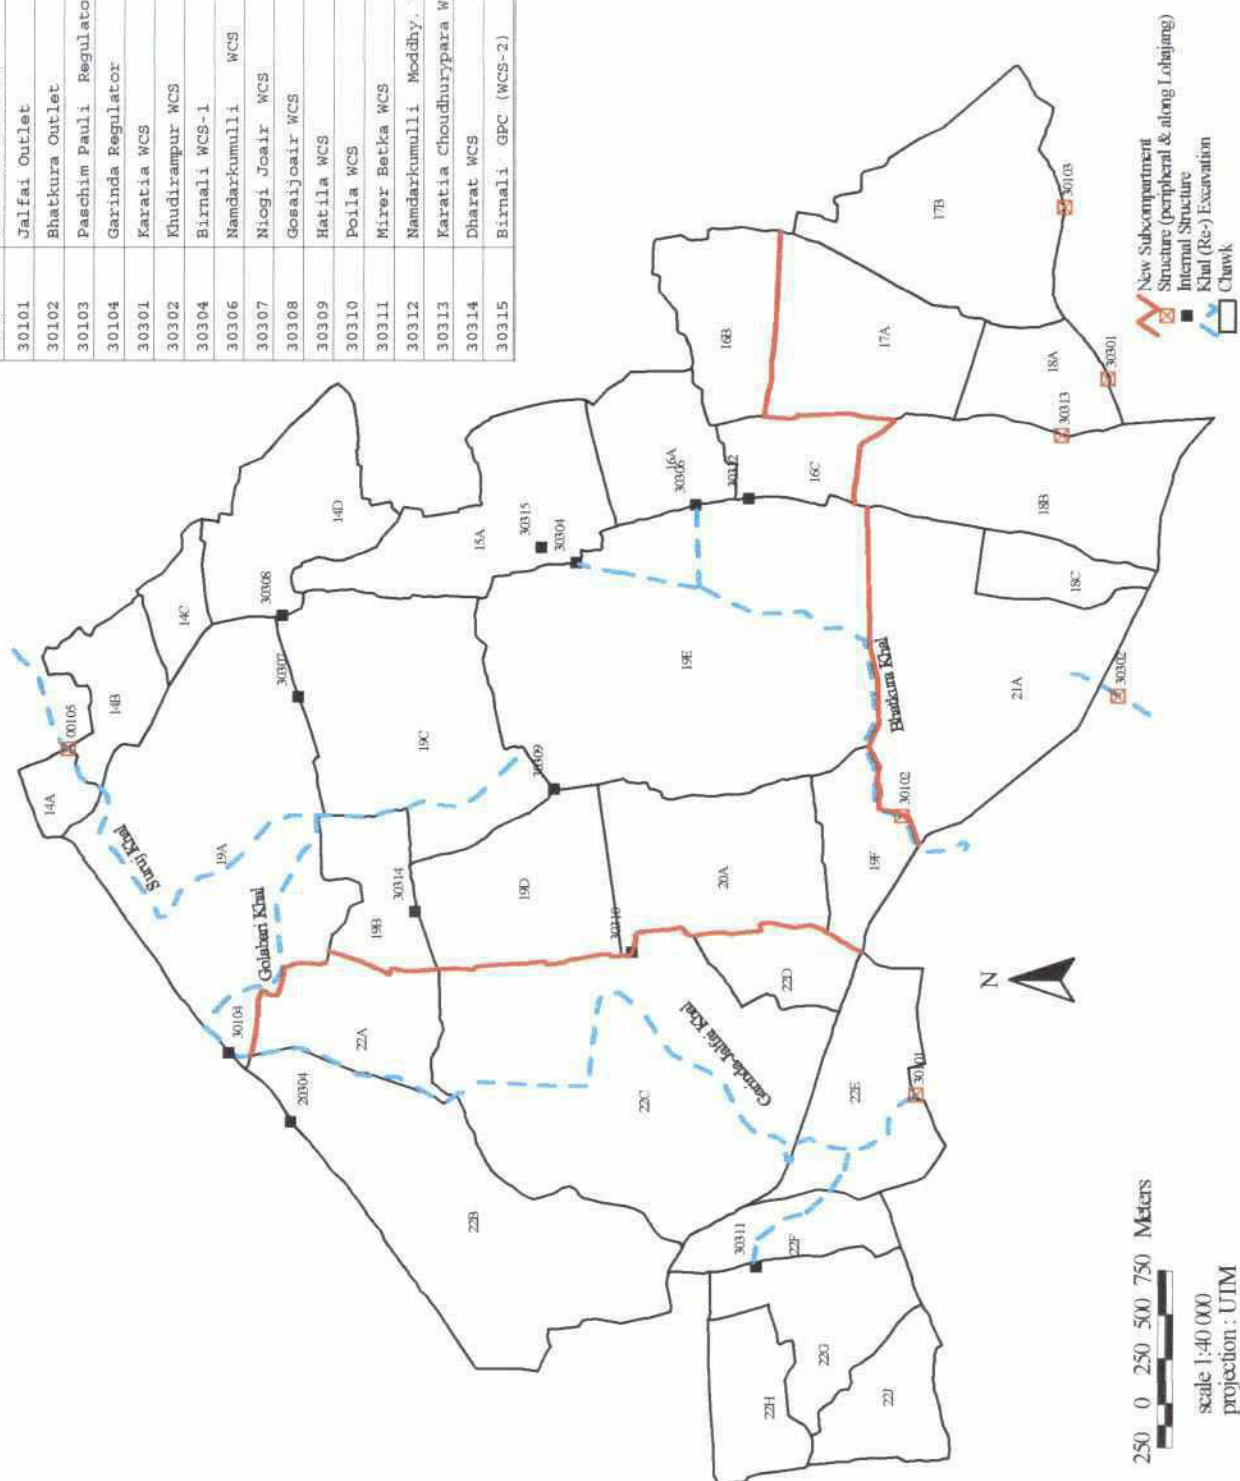 30101 Jalfai Outlet
30102 Bhatkura Outlet
30103 Paschim Pauli Regulato
30104 Garinda Regulator
30301 Karatia WCS
30302 Khudirampur WCS
30304 Birnali WCS-1
30306 Namdarkumulli WCS
30307 Niogi Joair WCS
30308 Gosaijoair WCS
30309 Hatila WCS
30310 Poila WCS
30311 Mirer Betka WCS
30312 Namdarkumulli Moddhy.
30313 Karatia Choudhurypara W
30314 Dharat WCS
30315 Birnali GPC (WCS-2)
14A
00105
14B
14C
14D
Suruj Khal
19A
30308
30307
Golabari Khal
30104
20304
22A
19B
30314
19C
15A
30315
30304
30309
19D
19E
16A
30306
30312
16B
16C
17A
17B
30310
20A
22B
22C
22D
Garinda-Jalfai Khal
19F
30102
Bhatkura Khal
21A
18A
18B
18C
30103
30301
30313
30302
22E
30101
30311
22F
22G
22H
22J
N
New Subcompartment
Structure (peripheral & along Lohajang)
Internal Structure
Khal (Re-) Excavation
Chawk
250 0 250 500 750 Meters
scale 1:40 000
projection : UTM